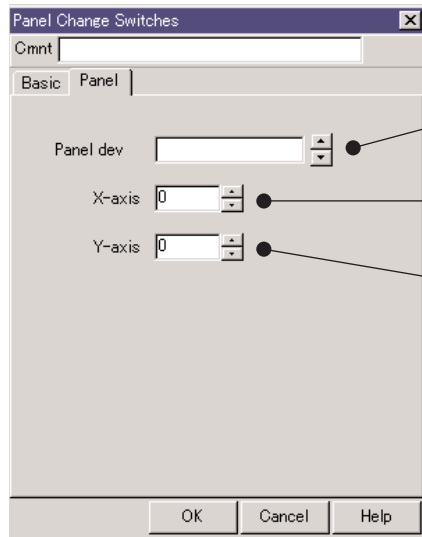 Panel Change Switches
Cmnt
Basic Panel
Panel dev
X-axis 0
Y-axis 0
OK Cancel Help